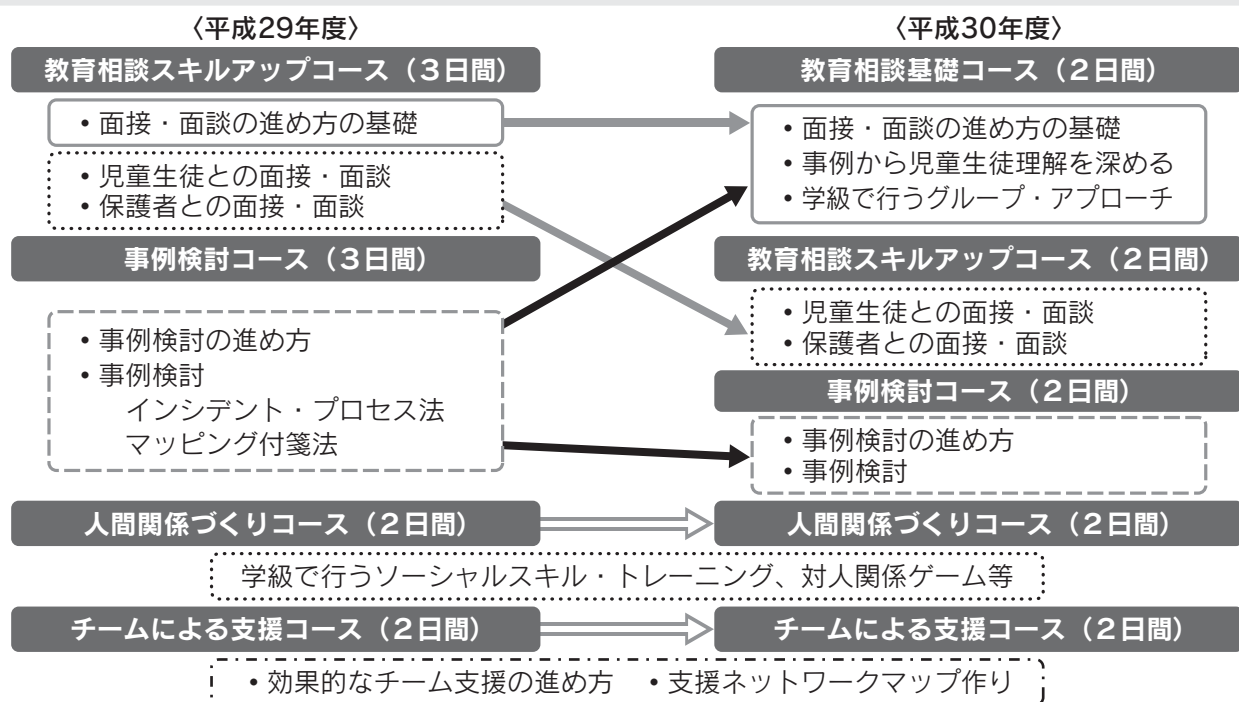 〈平成29年度〉
教育相談スキルアップコース（３日間）
• 面接・面談の進め方の基礎
• 児童生徒との面接・面談
• 保護者との面接・面談
事例検討コース（３日間）
• 事例検討の進め方
• 事例検討
インシデント・プロセス法
マッピング付箋法
人間関係づくりコース（２日間）
チームによる支援コース（２日間）
〈平成30年度〉
教育相談基礎コース（２日間）
• 面接・面談の進め方の基礎
• 事例から児童生徒理解を深める
• 学級で行うグループ・アプローチ
教育相談スキルアップコース（２日間）
• 児童生徒との面接・面談
• 保護者との面接・面談
事例検討コース（２日間）
• 事例検討の進め方
• 事例検討
人間関係づくりコース（２日間）
学級で行うソーシャルスキル・トレーニング、対人関係ゲーム等
チームによる支援コース（２日間）
• 効果的なチーム支援の進め方　• 支援ネットワークマップ作り